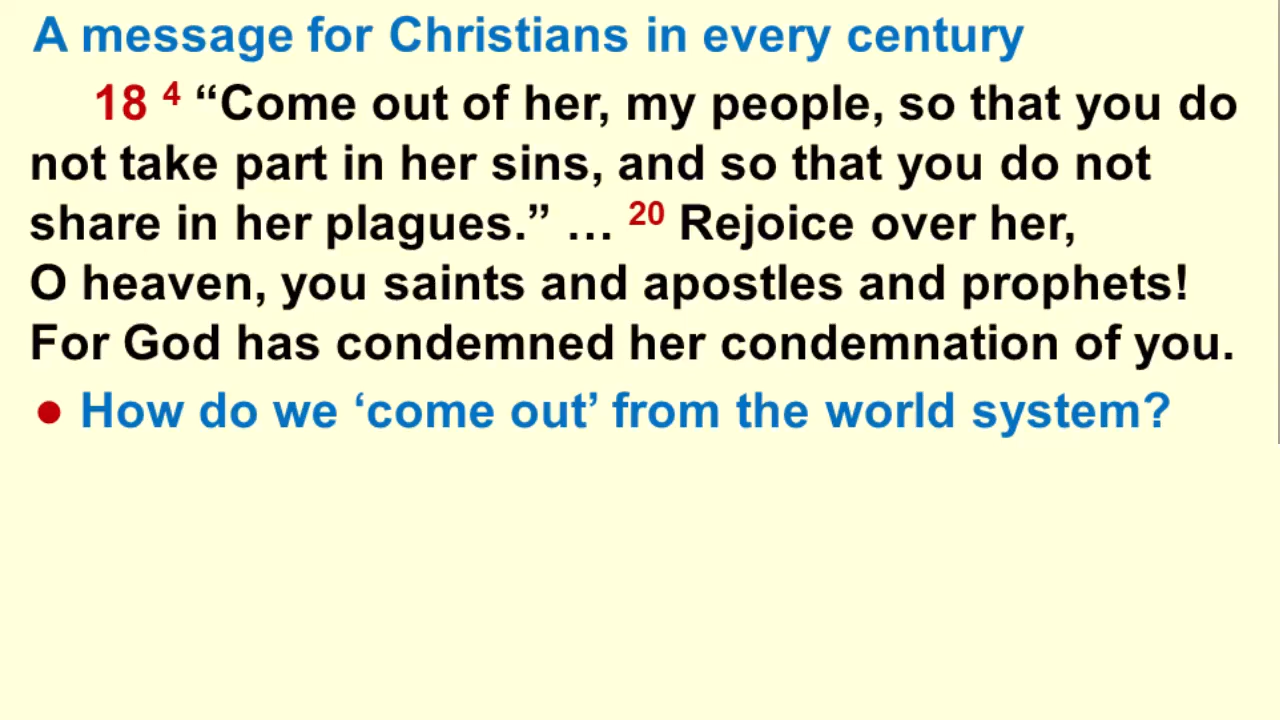 A message for Christians in every century
18 4 “Come out of her, my people, so that you do
not take part in her sins, and so that you do not
share in her plagues.” … 20 Rejoice over her,
O heaven, you saints and apostles and prophets!
For God has condemned her condemnation of you.
● How do we ‘come out’ from the world system?